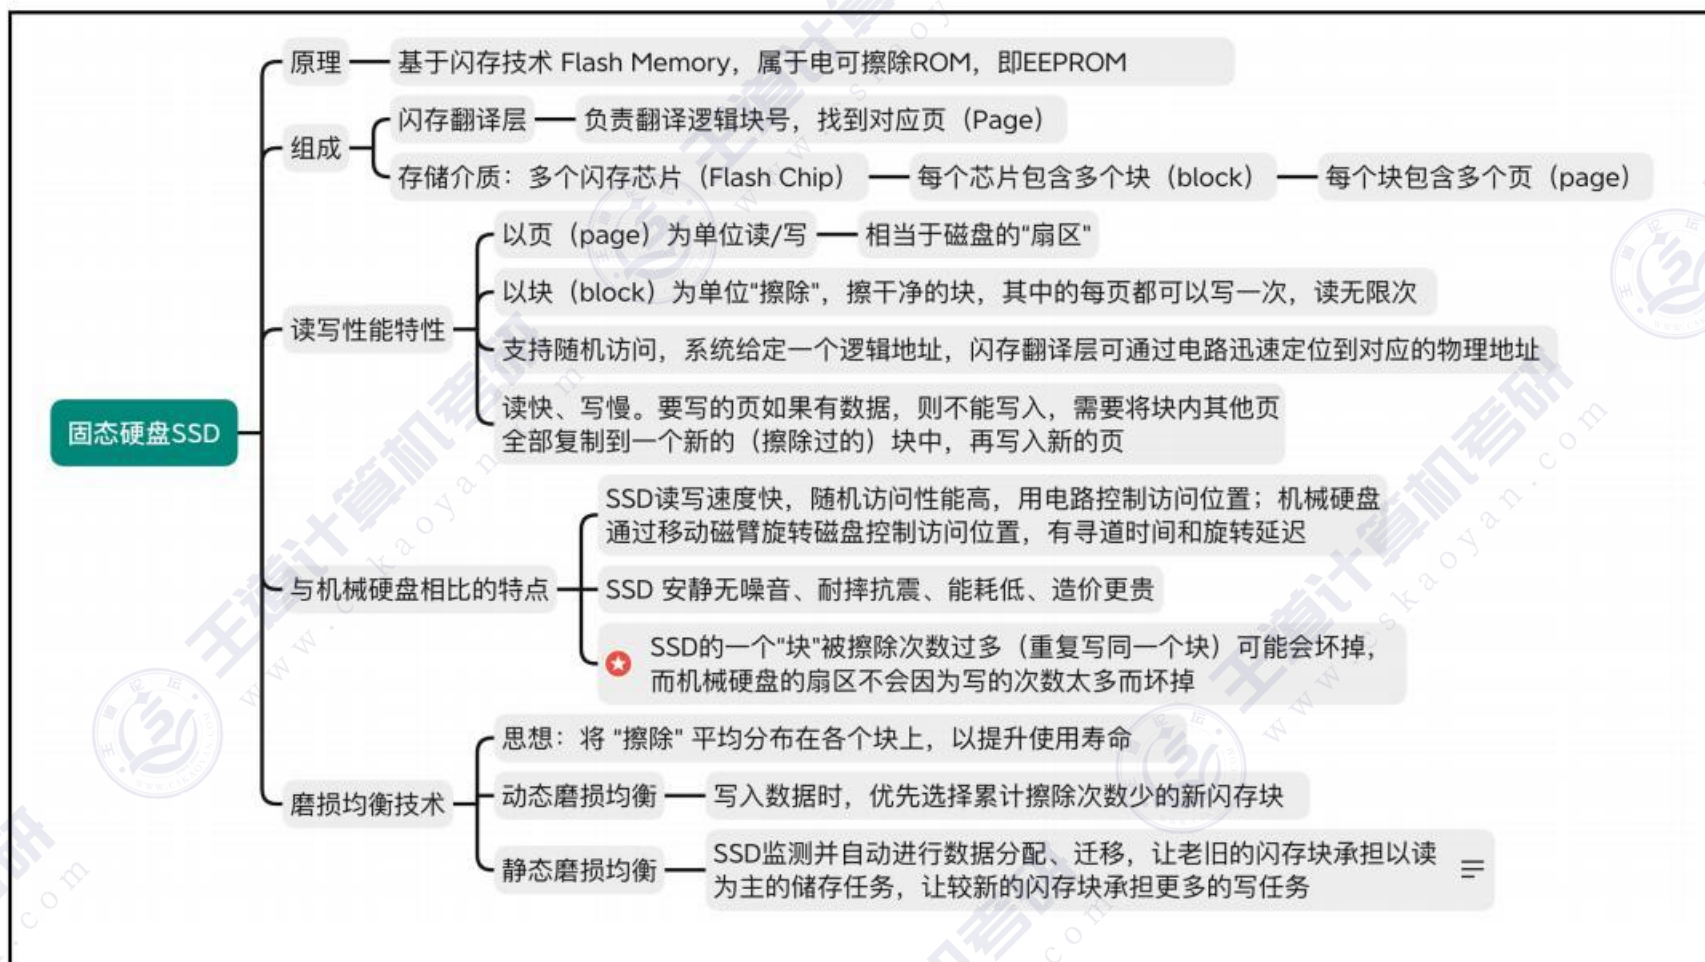 原理
基于闪存技术 Flash Memory，属于电可擦除ROM，即EEPROM
组成
闪存翻译层
负责翻译逻辑块号，找到对应页（Page）
存储介质：多个闪存芯片（Flash Chip）
每个芯片包含多个块（block）
每个块包含多个页（page）
读写性能特性
以页（page）为单位读/写
相当于磁盘的"扇区"
以块（block）为单位"擦除"，擦干净的块，其中的每页都可以写一次，读无限次
支持随机访问，系统给定一个逻辑地址，闪存翻译层可通过电路迅速定位到对应的物理地址
读快、写慢。要写的页如果有数据，则不能写入，需要将块内其他页
全部复制到一个新的（擦除过的）块中，再写入新的页
固态硬盘SSD
与机械硬盘相比的特点
SSD读写速度快，随机访问性能高，用电路控制访问位置；机械硬盘
通过移动磁臂旋转磁盘控制访问位置，有寻道时间和旋转延迟
SSD 安静无噪音、耐摔抗震、能耗低、造价更贵
SSD的一个"块"被擦除次数过多（重复写同一个块）可能会坏掉，
而机械硬盘的扇区不会因为写的次数太多而坏掉
磨损均衡技术
思想：将 "擦除" 平均分布在各个块上，以提升使用寿命
动态磨损均衡
写入数据时，优先选择累计擦除次数少的新闪存块
静态磨损均衡
SSD监测并自动进行数据分配、迁移，让老旧的闪存块承担以读
为主的储存任务，让较新的闪存块承担更多的写任务
王道计算机考研
www.cskaoyan.com
王道计算机考研
www.cskaoyan.com